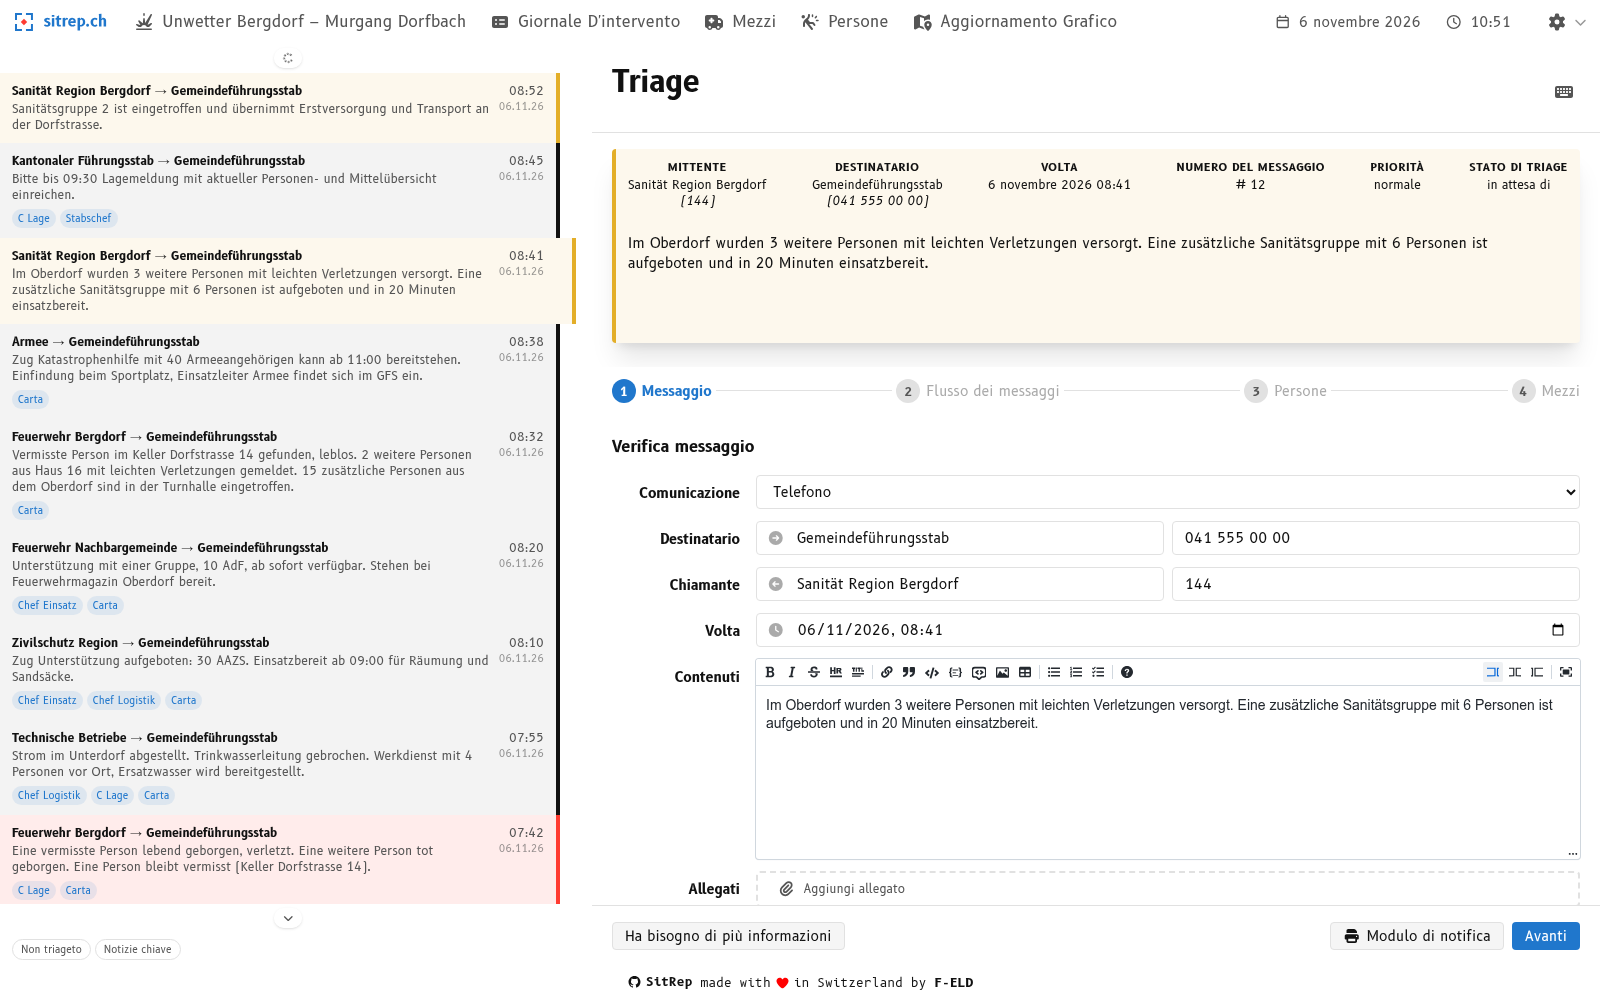 sitrep.ch
Unwetter Bergdorf – Murgang Dorfbach
Giornale D'intervento
Mezzi
Persone
Aggiornamento Grafico
6 novembre 2026
10:51
Sanität Region Bergdorf → Gemeindeführungsstab
08:52
Sanitätsgruppe 2 ist eingetroffen und übernimmt Erstversorgung und Transport an
06.11.26
der Dorfstrasse.
Kantonaler Führungsstab → Gemeindeführungsstab
08:45
Bitte bis 09:30 Lagemeldung mit aktueller Personen- und Mittelübersicht
06.11.26
einreichen.
C Lage
Stabschef
Sanität Region Bergdorf → Gemeindeführungsstab
08:41
Im Oberdorf wurden 3 weitere Personen mit leichten Verletzungen versorgt. Eine
06.11.26
zusätzliche Sanitätsgruppe mit 6 Personen ist aufgeboten und in 20 Minuten
einsatzbereit.
Armee → Gemeindeführungsstab
08:38
Zug Katastrophenhilfe mit 40 Armeeangehörigen kann ab 11:00 bereitstehen.
06.11.26
Einfindung beim Sportplatz, Einsatzleiter Armee findet sich im GFS ein.
Carta
Feuerwehr Bergdorf → Gemeindeführungsstab
08:32
Vermisste Person im Keller Dorfstrasse 14 gefunden, leblos. 2 weitere Personen
06.11.26
aus Haus 16 mit leichten Verletzungen gemeldet. 15 zusätzliche Personen aus
dem Oberdorf sind in der Turnhalle eingetroffen.
Carta
Feuerwehr Nachbargemeinde → Gemeindeführungsstab
08:20
Unterstützung mit einer Gruppe, 10 AdF, ab sofort verfügbar. Stehen bei
06.11.26
Feuerwehrmagazin Oberdorf bereit.
Chef Einsatz
Carta
Zivilschutz Region → Gemeindeführungsstab
08:10
Zug Unterstützung aufgeboten: 30 AAZS. Einsatzbereit ab 09:00 für Räumung und
06.11.26
Sandsäcke.
Chef Einsatz
Chef Logistik
Carta
Technische Betriebe → Gemeindeführungsstab
07:55
Strom im Unterdorf abgestellt. Trinkwasserleitung gebrochen. Werkdienst mit 4
06.11.26
Personen vor Ort, Ersatzwasser wird bereitgestellt.
Chef Logistik
C Lage
Carta
Feuerwehr Bergdorf → Gemeindeführungsstab
07:42
Eine vermisste Person lebend geborgen, verletzt. Eine weitere Person tot
06.11.26
geborgen. Eine Person bleibt vermisst (Keller Dorfstrasse 14).
C Lage
Carta
Non triageto
Notizie chiave
Triage
MITTENTE
DESTINATARIO
VOLTA
NUMERO DEL MESSAGGIO
PRIORITÀ
STATO DI TRIAGE
Sanität Region Bergdorf
Gemeindeführungsstab
6 novembre 2026 08:41
# 12
normale
in attesa di
(144)
(041 555 00 00)
Im Oberdorf wurden 3 weitere Personen mit leichten Verletzungen versorgt. Eine zusätzliche Sanitätsgruppe mit 6 Personen ist
aufgeboten und in 20 Minuten einsatzbereit.
1 Messaggio
2 Flusso dei messaggi
3 Persone
4 Mezzi
Verifica messaggio
Comunicazione
Telefono
Destinatario
Gemeindeführungsstab
041 555 00 00
Chiamante
Sanität Region Bergdorf
144
Volta
06/11/2026, 08:41
Contenuti
Im Oberdorf wurden 3 weitere Personen mit leichten Verletzungen versorgt. Eine zusätzliche Sanitätsgruppe mit 6 Personen ist
aufgeboten und in 20 Minuten einsatzbereit.
Allegati
Aggiungi allegato
Ha bisogno di più informazioni
Modulo di notifica
Avanti
SitRep made with ❤ in Switzerland by F-ELD